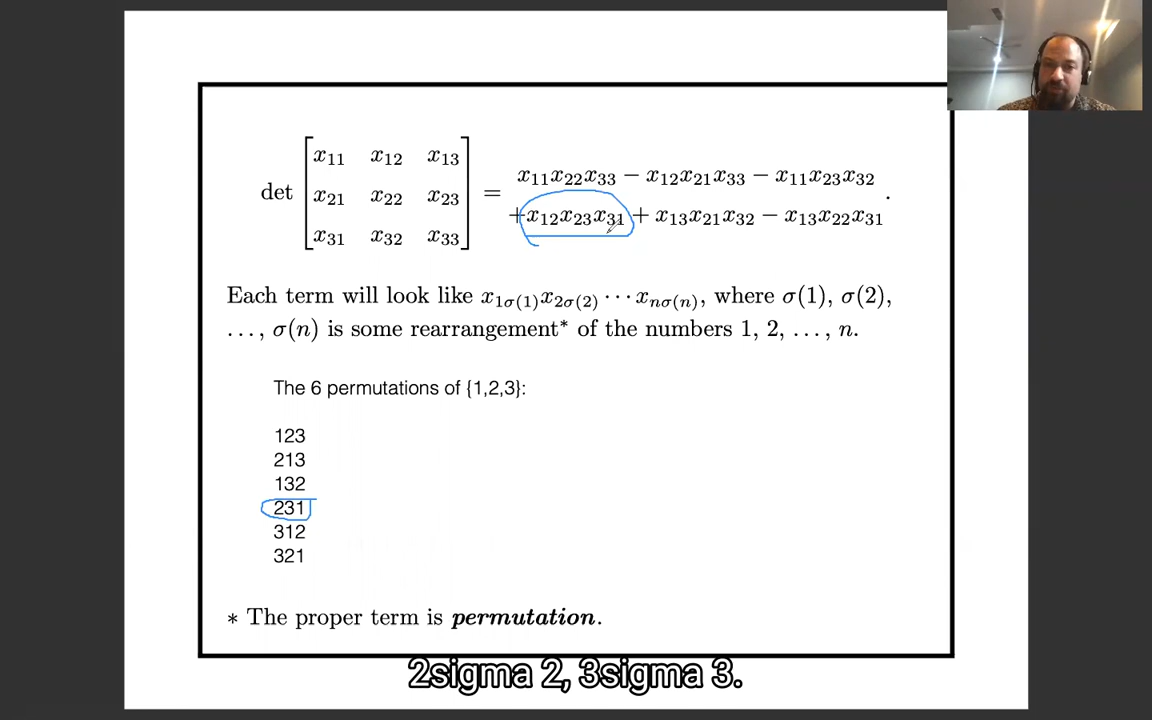 det [x₁₁ x₁₂ x₁₃
x₂₁ x₂₂ x₂₃
x₃₁ x₃₂ x₃₃] = x₁₁x₂₂x₃₃ − x₁₂x₂₁x₃₃ − x₁₁x₂₃x₃₂
+x₁₂x₂₃x₃₁ + x₁₃x₂₁x₃₂ − x₁₃x₂₂x₃₁ .
Each term will look like x₁σ(1)x₂σ(2) ··· xₙσ(n), where σ(1), σ(2),
..., σ(n) is some rearrangement* of the numbers 1, 2, ..., n.
The 6 permutations of {1,2,3}:
123
213
132
231
312
321
* The proper term is permutation.
2sigma 2, 3sigma 3.